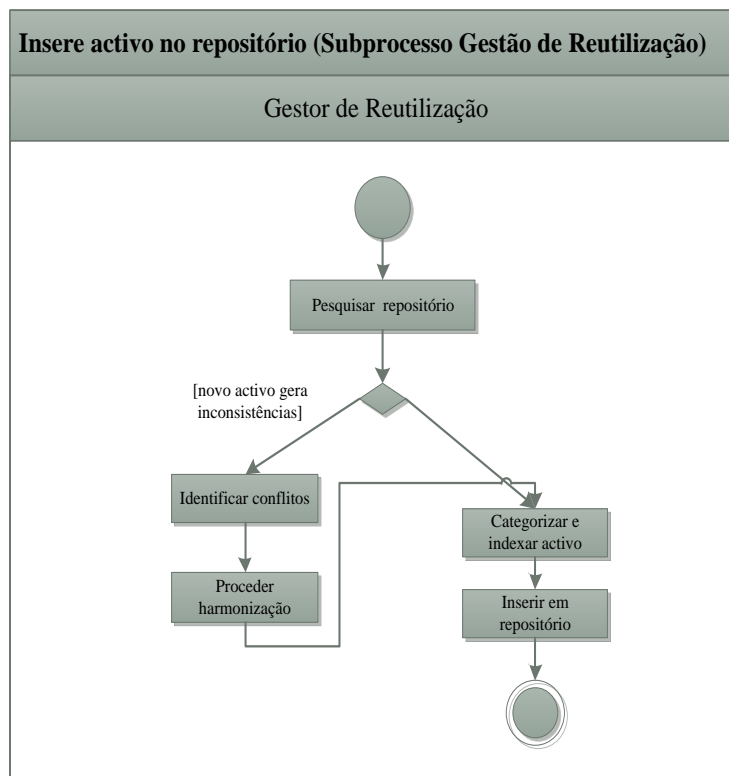 Insere activo no repositório (Subprocesso Gestão de Reutilização)
Gestor de Reutilização
Pesquisar repositório
[novo activo gera
inconsistências]
Identificar conflitos
Categorizar e
indexar activo
Proceder
harmonização
Inserir em
repositório